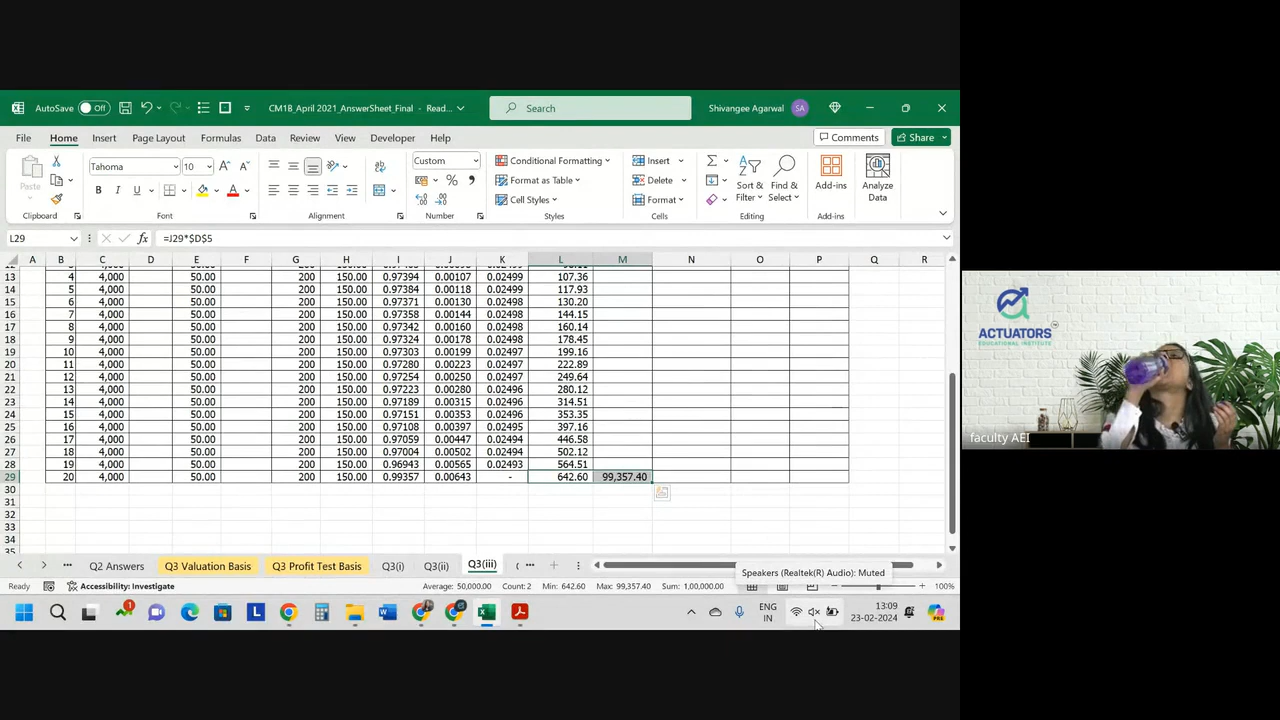 AutoSave Off CM1B_April 2021_AnswerSheet_Final - Read... Search Shivangee Agarwal SA
File Home Insert Page Layout Formulas Data Review View Developer Help Comments Share
Paste Tahoma 10 Custom Conditional Formatting Insert Sort & Filter Find & Select Add-ins Analyze Data
B I U Format as Table Delete
Cell Styles Format
Clipboard Font Alignment Number Styles Cells Editing Add-ins
L29 fx =J29*$D$5
A B C D E F G H I J K L M N O P Q R
13 4 4,000 50.00 200 150.00 0.97394 0.00107 0.02499 107.36
14 5 4,000 50.00 200 150.00 0.97384 0.00118 0.02499 117.93
15 6 4,000 50.00 200 150.00 0.97371 0.00130 0.02498 130.20
16 7 4,000 50.00 200 150.00 0.97358 0.00144 0.02498 144.15
17 8 4,000 50.00 200 150.00 0.97342 0.00160 0.02498 160.14
18 9 4,000 50.00 200 150.00 0.97324 0.00178 0.02498 178.45
19 10 4,000 50.00 200 150.00 0.97303 0.00199 0.02497 199.16
20 11 4,000 50.00 200 150.00 0.97280 0.00223 0.02497 222.89
21 12 4,000 50.00 200 150.00 0.97254 0.00250 0.02497 249.64
22 13 4,000 50.00 200 150.00 0.97223 0.00280 0.02496 280.12
23 14 4,000 50.00 200 150.00 0.97189 0.00315 0.02496 314.51
24 15 4,000 50.00 200 150.00 0.97151 0.00353 0.02496 353.35
25 16 4,000 50.00 200 150.00 0.97108 0.00397 0.02495 397.16
26 17 4,000 50.00 200 150.00 0.97059 0.00447 0.02494 446.58
27 18 4,000 50.00 200 150.00 0.97004 0.00502 0.02494 502.12
28 19 4,000 50.00 200 150.00 0.96943 0.00565 0.02493 564.51
29 20 4,000 50.00 200 150.00 0.99357 0.00643 - 642.60 99,357.40
30
31
32
33
34
35
Q2 Answers Q3 Valuation Basis Q3 Profit Test Basis Q3(i) Q3(ii) Q3(iii)
Speakers (Realtek(R) Audio): Muted
Ready Accessibility: Investigate Average: 50,000.00 Count: 2 Min: 642.60 Max: 99,357.40 Sum: 1,00,000.00 100%
ENG IN 13:09 23-02-2024
ACTUATORS
EDUCATIONAL INSTITUTE
faculty AEI